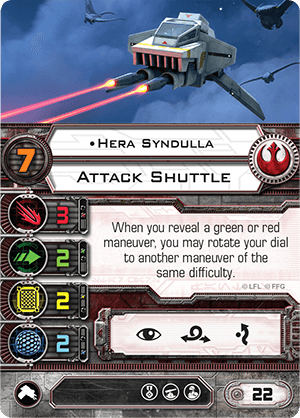 •Hera Syndulla
7
Attack Shuttle
3
When you reveal a green or red
maneuver, you may rotate your dial
to another maneuver of the
same difficulty.
2
©LFL ©FFG
2
2
22